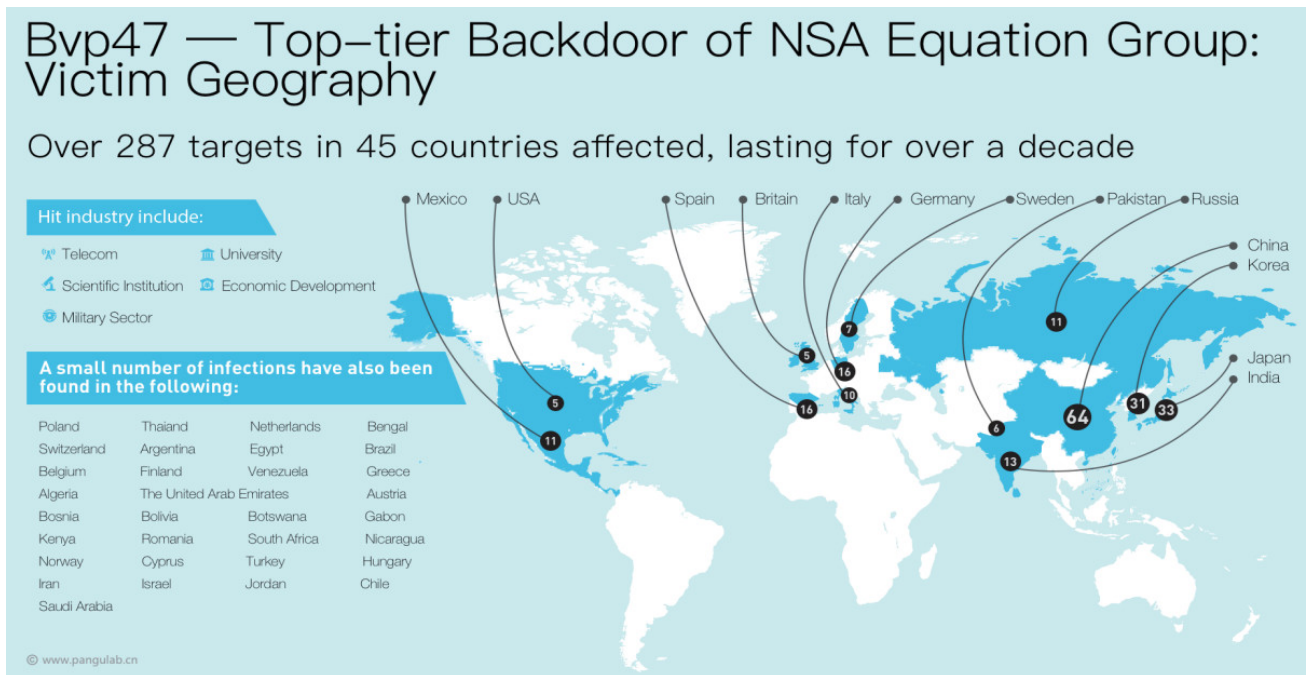 Bvp47 — Top-tier Backdoor of NSA Equation Group:
Victim Geography
Over 287 targets in 45 countries affected, lasting for over a decade
Mexico USA Spain Britain Italy Germany Sweden Pakistan Russia
China
Korea
Japan
India
Hit industry include:
Telecom University
Scientific Institution Economic Development
Military Sector
A small number of infections have also been
found in the following:
Poland Thailand Netherlands Bengal
Switzerland Argentina Egypt Brazil
Belgium Finland Venezuela Greece
Algeria The United Arab Emirates Austria
Bosnia Bolivia Botswana Gabon
Kenya Romania South Africa Nicaragua
Norway Cyprus Turkey Hungary
Iran Israel Jordan Chile
Saudi Arabia
11
7
5
16
10
5
16
31
33
64
11
6
13
© www.pangulab.cn